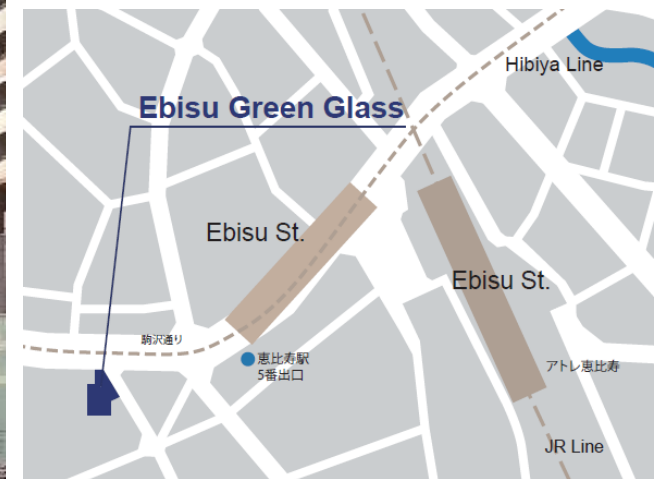 Hibiya Line
Ebisu Green Glass
Ebisu St.
Ebisu St.
駒沢通り
恵比寿駅
5番出口
アトレ恵比寿
JR Line